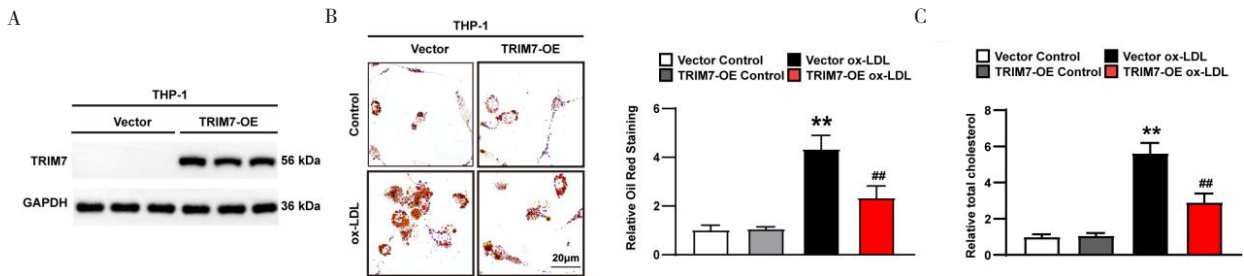 A
THP-1
Vector TRIM7-OE
TRIM7 56 kDa
GAPDH 36 kDa
B
THP-1
Vector TRIM7-OE
Control
ox-LDL
20μm
Vector Control Vector ox-LDL
TRIM7-OE Control TRIM7-OE ox-LDL
Relative Oil Red Staining
6
4
2
0
**
##
C
Vector Control Vector ox-LDL
TRIM7-OE Control TRIM7-OE ox-LDL
Relative total cholesterol
8
6
4
2
0
**
##